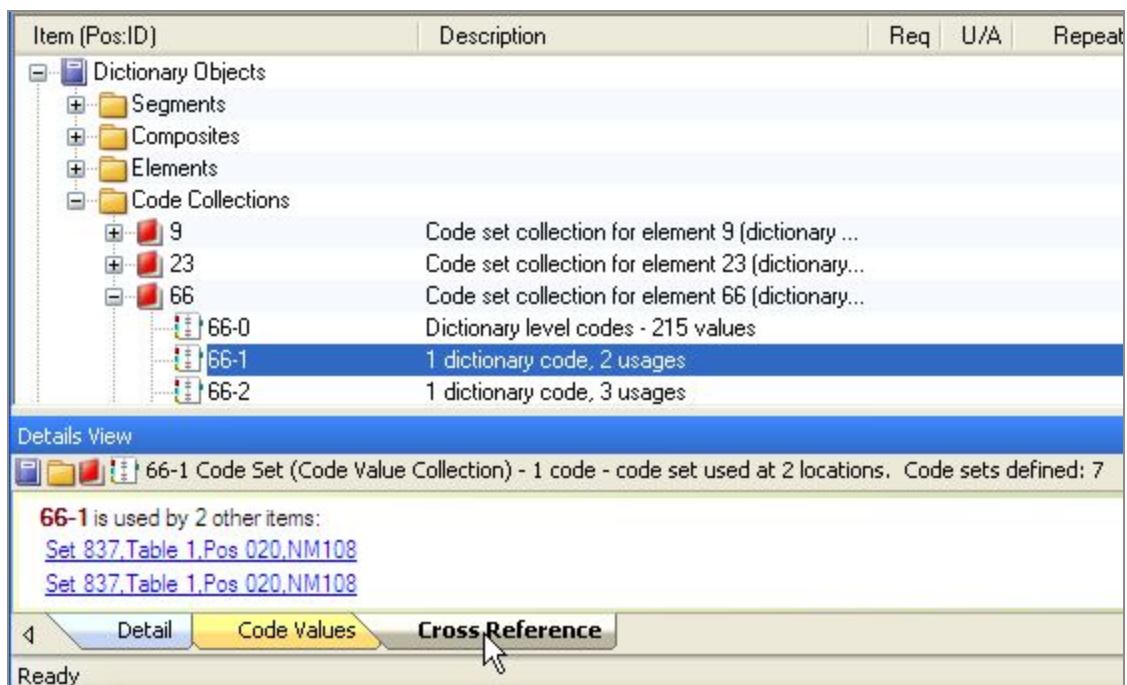 Item (Pos:ID) Description Req U/A Repeat
Dictionary Objects
Segments
Composites
Elements
Code Collections
9 Code set collection for element 9 (dictionary ...
23 Code set collection for element 23 (dictionary...
66 Code set collection for element 66 (dictionary...
66-0 Dictionary level codes - 215 values
66-1 1 dictionary code, 2 usages
66-2 1 dictionary code, 3 usages
Details View
66-1 Code Set (Code Value Collection) - 1 code - code set used at 2 locations. Code sets defined: 7
66-1 is used by 2 other items:
Set 837,Table 1,Pos 020,NM108
Set 837,Table 1,Pos 020,NM108
Detail Code Values Cross Reference
Ready